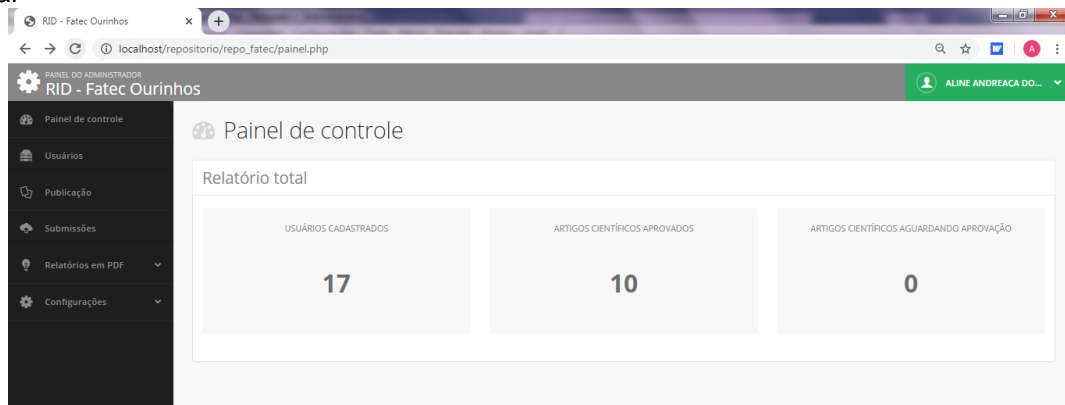 RID - Fatec Ourinhos
localhost/repositorio/repo_fatec/painel.php
A
PAINEL DO ADMINISTRADOR
RID - Fatec Ourinhos
ALINE ANDREAÇA DO...
Painel de controle
Usuários
Publicação
Submissões
Relatórios em PDF
Configurações
Painel de controle
Relatório total
USUÁRIOS CADASTRADOS
17
ARTIGOS CIENTÍFICOS APROVADOS
10
ARTIGOS CIENTÍFICOS AGUARDANDO APROVAÇÃO
0